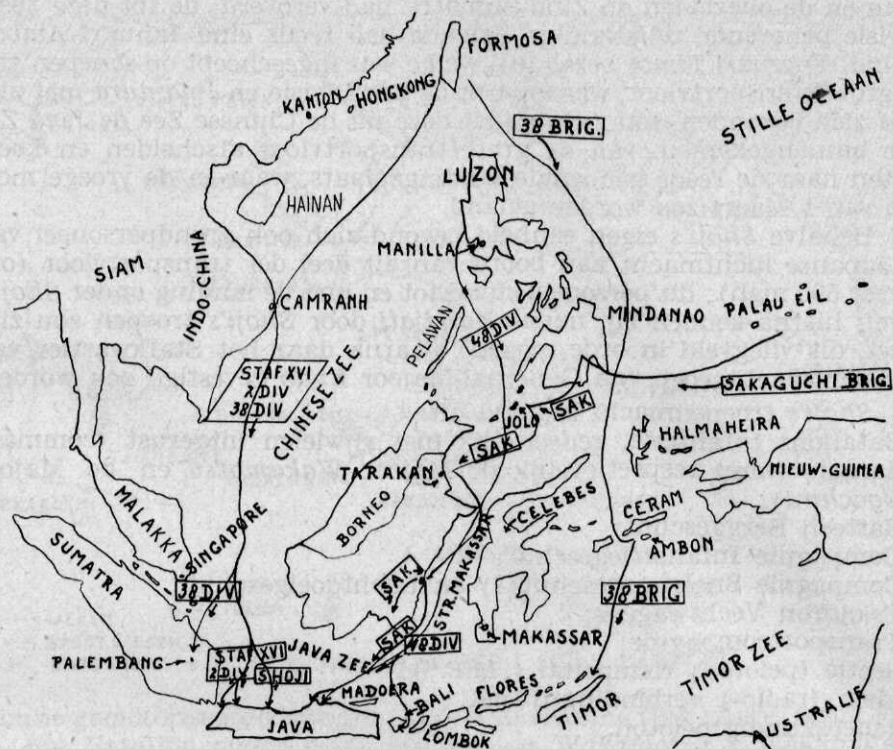 FORMOSA
KANTON
HONGKONG
STILLE OCEAAN
38 BRIG.
LUZON
HAINAN
MANILLA
SIAM
INDO-CHINA
CAMRANH
MINDANAO
PALAU EIL
PELAWAN
48 DIV
STAF XVI
2 DIV
38 DIV
CHINESE ZEE
SAKAGUCHI BRIG.
SAK
JOLO
SAK
HALMAHEIRA
TARAKAN
NIEUW-GUINEA
BORNEO
CELEBES
CERAM
MALAKKA
SINGAPORE
AMBON
SUMATRA
STR. MAKASSAR
SAK
38 DIV
38 BRIG
SAK
48 DIV
MAKASSAR
PALEMBANG
STAF XVI
2 DIV
SHOJI
JAVA ZEE
MADOERA
BALI
FLORES
TIMOR
TIMOR ZEE
JAVA
LOMBOK
AUSTRALIE